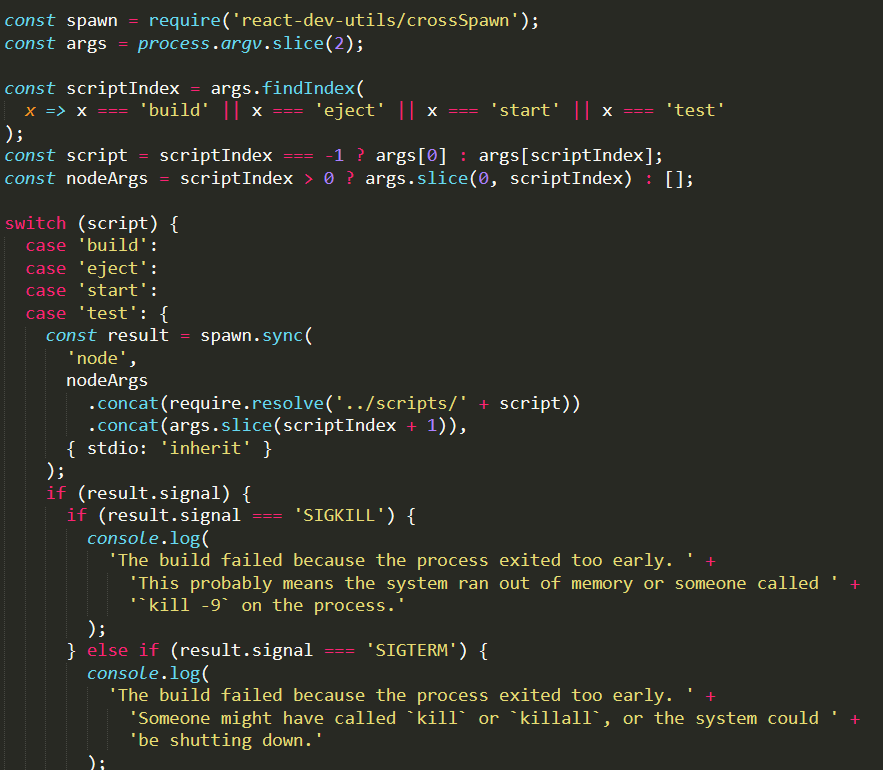 const spawn = require('react-dev-utils/crossSpawn');
const args = process.argv.slice(2);

const scriptIndex = args.findIndex(
  x => x === 'build' || x === 'eject' || x === 'start' || x === 'test'
);
const script = scriptIndex === -1 ? args[0] : args[scriptIndex];
const nodeArgs = scriptIndex > 0 ? args.slice(0, scriptIndex) : [];

switch (script) {
  case 'build':
  case 'eject':
  case 'start':
  case 'test': {
    const result = spawn.sync(
      'node',
      nodeArgs
        .concat(require.resolve('../scripts/' + script))
        .concat(args.slice(scriptIndex + 1)),
      { stdio: 'inherit' }
    );
    if (result.signal) {
      if (result.signal === 'SIGKILL') {
        console.log(
          'The build failed because the process exited too early. ' +
            'This probably means the system ran out of memory or someone called ' +
            '`kill -9` on the process.'
        );
      } else if (result.signal === 'SIGTERM') {
        console.log(
          'The build failed because the process exited too early. ' +
            'Someone might have called `kill` or `killall`, or the system could ' +
            'be shutting down.'
        );